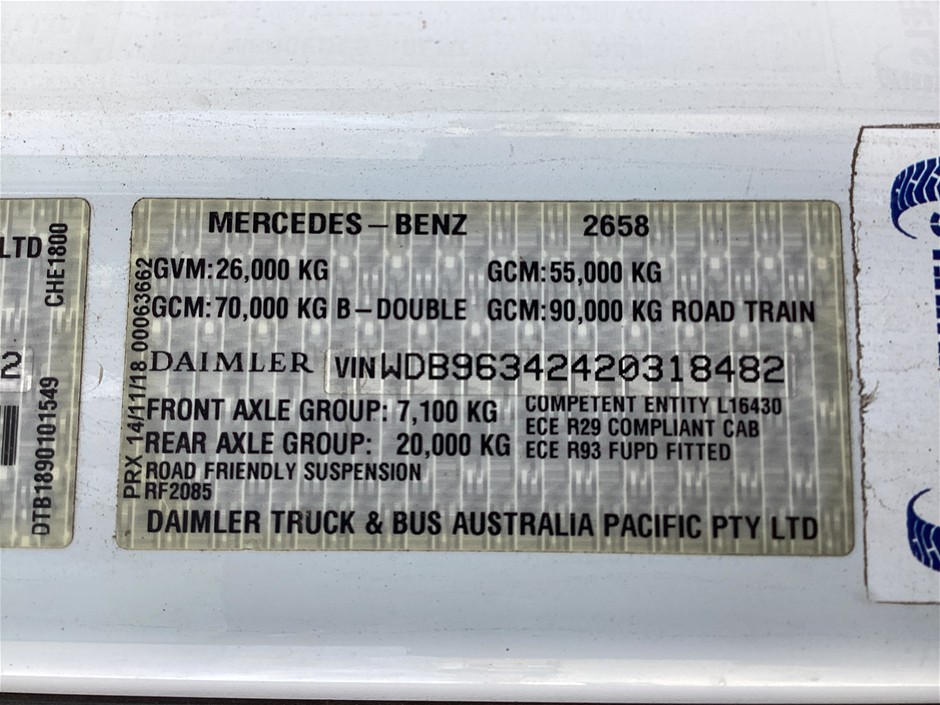 LTD
CHE1800
2
DTB1890101549
MERCEDES–BENZ 2658
GVM: 26,000 KG GCM: 55,000 KG
GCM: 70,000 KG B–DOUBLE GCM: 90,000 KG ROAD TRAIN
DAIMLER VIN WDB96342420318482
FRONT AXLE GROUP: 7,100 KG COMPETENT ENTITY L16430
REAR AXLE GROUP: 20,000 KG ECE R29 COMPLIANT CAB
ROAD FRIENDLY SUSPENSION ECE R93 FUPD FITTED
RF2085
DAIMLER TRUCK & BUS AUSTRALIA PACIFIC PTY LTD
PRX 14/11/18 00063662